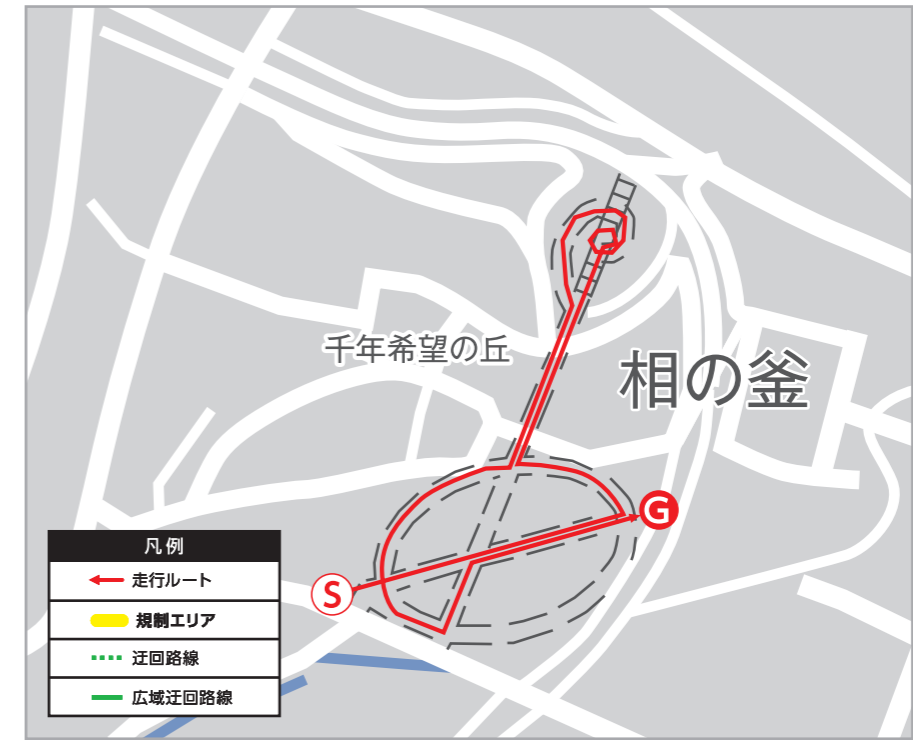 千年希望の丘
相の釜
G
S
凡例
走行ルート
規制エリア
迂回路線
広域迂回路線